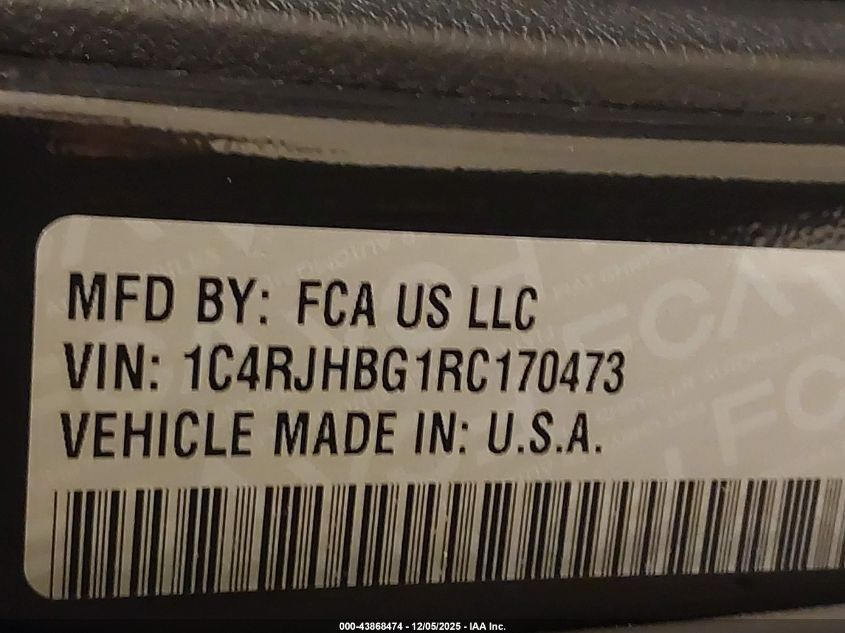 MFD BY: FCA US LLC
VIN: 1C4RJHBG1RC170473
VEHICLE MADE IN: U.S.A.
000-43868474 - 12/05/2025 - IAA Inc.